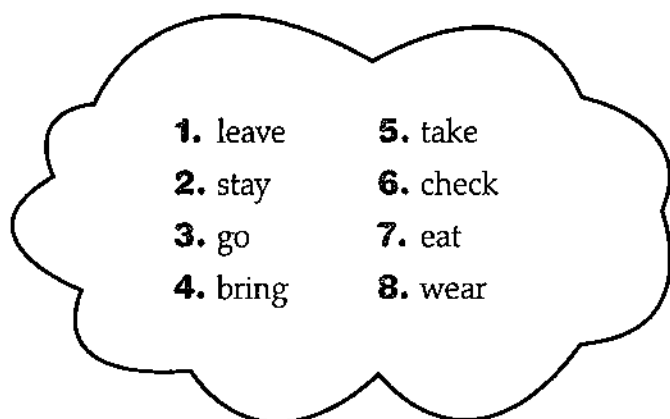 1. leave
2. stay
3. go
4. bring
5. take
6. check
7. eat
8. wear